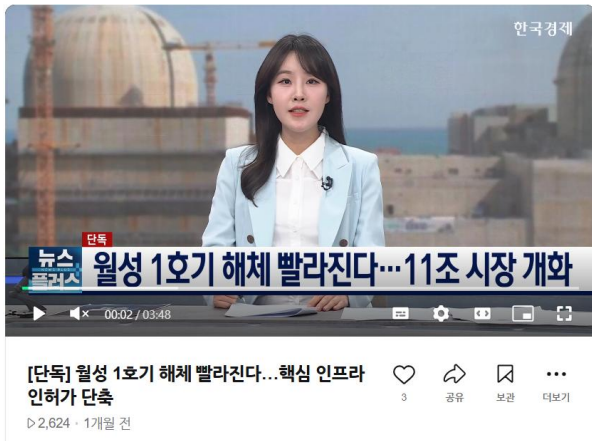 한국경제
단독
뉴스
플러스
월성 1호기 해체 빨라진다…11조 시장 개화
00:02 / 03:48
[단독] 월성 1호기 해체 빨라진다…핵심 인프라
인허가 단축
3
공유
보관
더보기
2,624 · 1개월 전